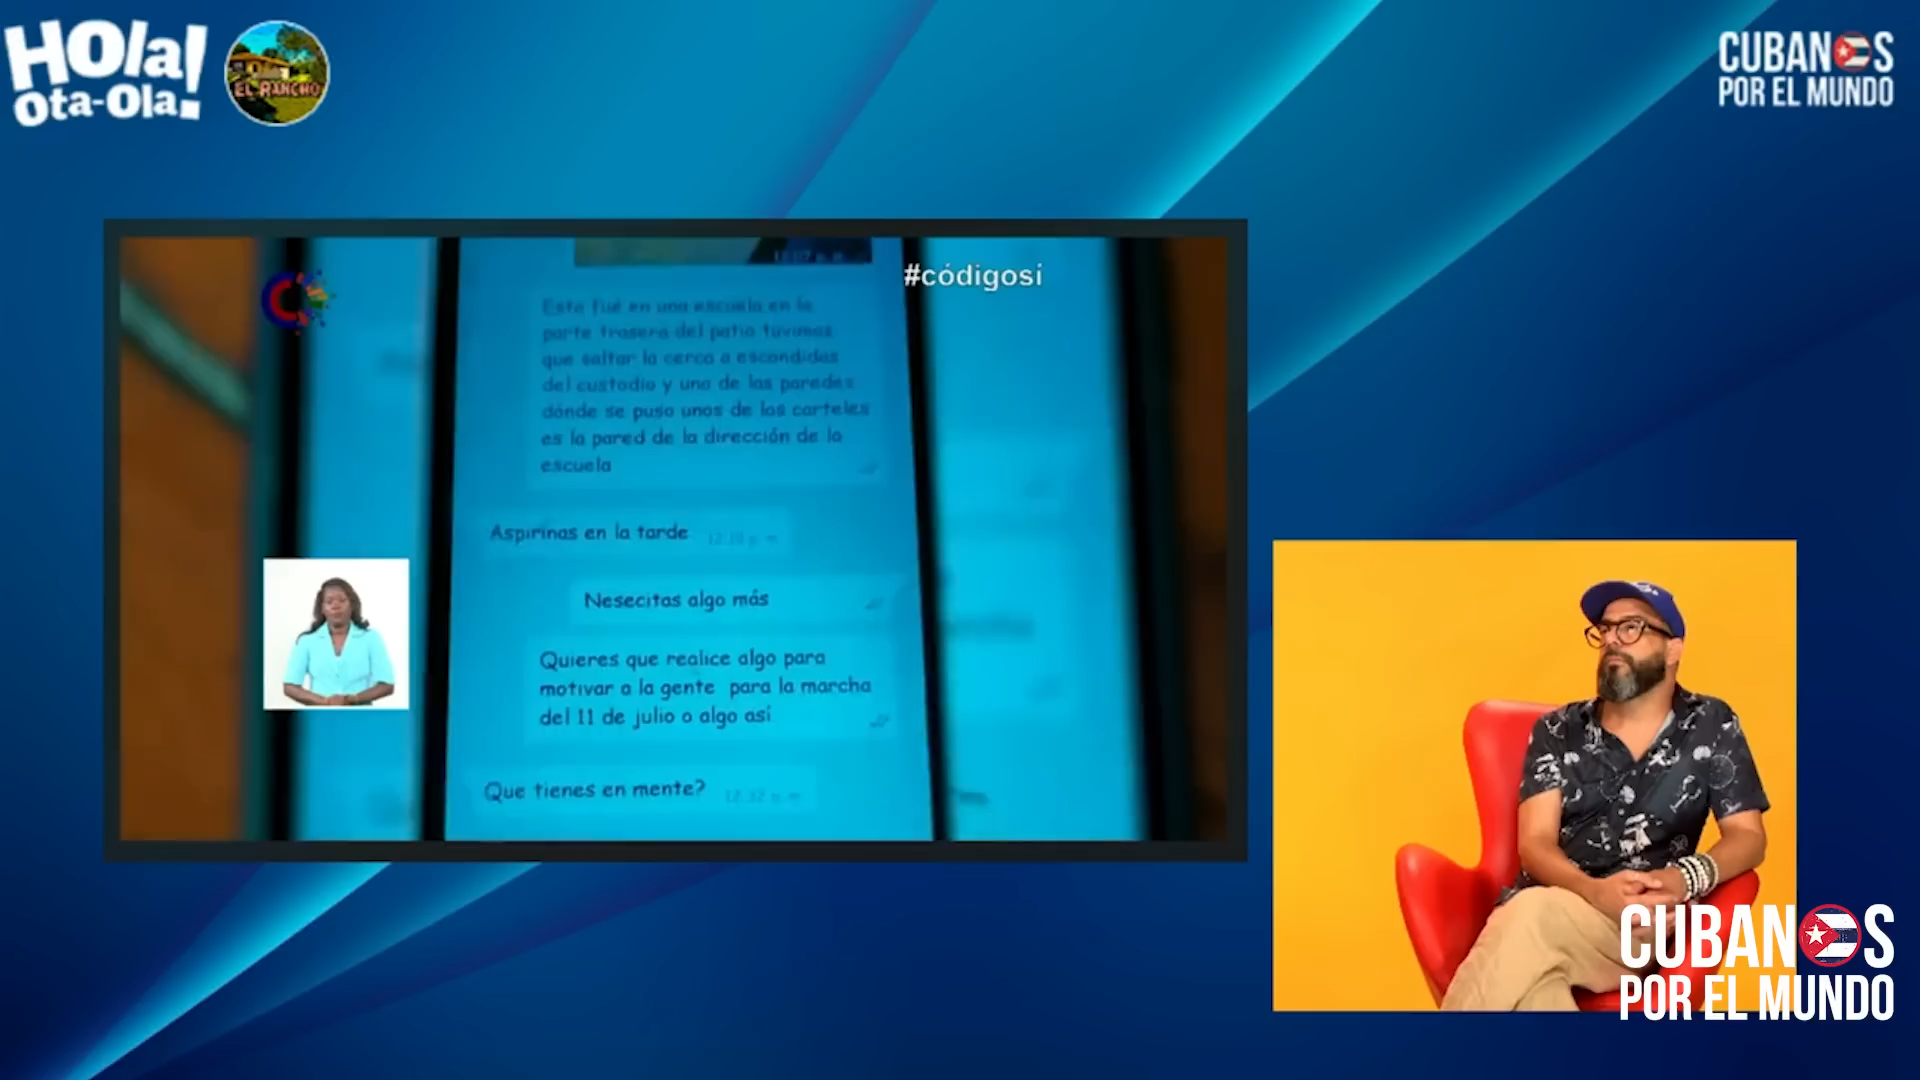 HOla!
Ota-Ola!
EL RANCHO
CUBANOS
POR EL MUNDO
#códigosi
Esto fué en una escuela en la
parte trasera del patio tuvimos
que saltar la cerca a escondidas
del custodio y una de las paredes
dónde se puso unos de los carteles
es la pared de la dirección de la
escuela
Aspirinas en la tarde
Nesecitas algo más
Quieres que realice algo para
motivar a la gente para la marcha
del 11 de julio o algo así
Que tienes en mente? 12:32 p. m.
CUBANOS
POR EL MUNDO